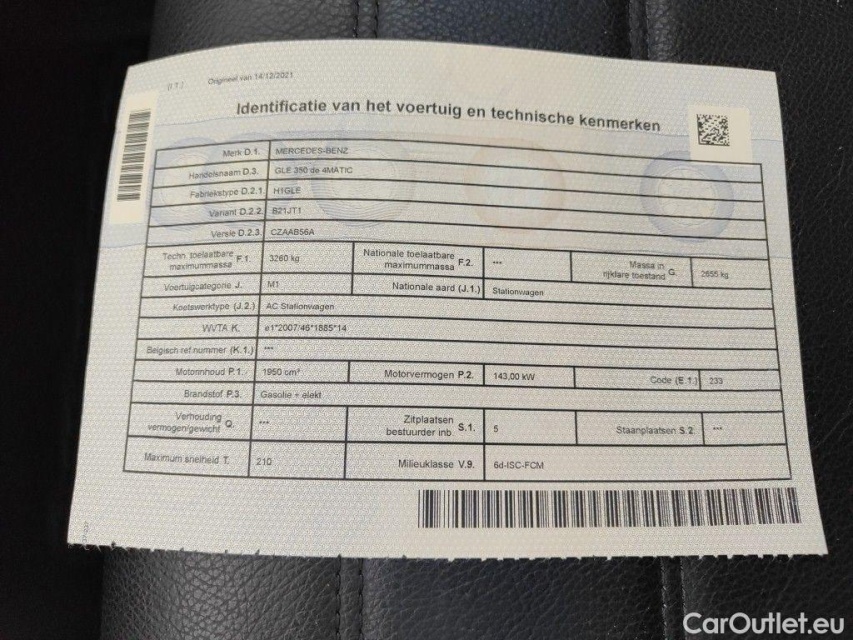 [I T]
Origineel van 14/12/2021
Identificatie van het voertuig en technische kenmerken
Merk D.1. MERCEDES-BENZ
Handelsnaam D.3. GLE 350 de 4MATIC
Fabriekstype D.2.1. H1GLE
Variant D.2.2. B21JT1
Versie D.2.3. CZAAB56A
Techn. toelaatbare maximummassa F.1. 3260 kg Nationale toelaatbare maximummassa F.2. --- Massa in rijklare toestand G. 2655 kg
Voertuigcategorie J. M1 Nationale aard (J.1.) Stationwagen
Koetswerktype (J.2.) AC Stationwagen
WVTA K. e1*2007/46*1885*14
Belgisch ref.nummer (K.1.) ---
Motorinhoud P.1. 1950 cm³ Motorvermogen P.2. 143,00 kW Code (E.1.) 233
Brandstof P.3. Gasolie + elekt
Verhouding vermogen/gewicht Q. --- Zitplaatsen bestuurder inb. S.1. 5 Staanplaatsen S.2. ---
Maximum snelheid T. 210 Milieuklasse V.9. 6d-ISC-FCM
CarOutlet.eu